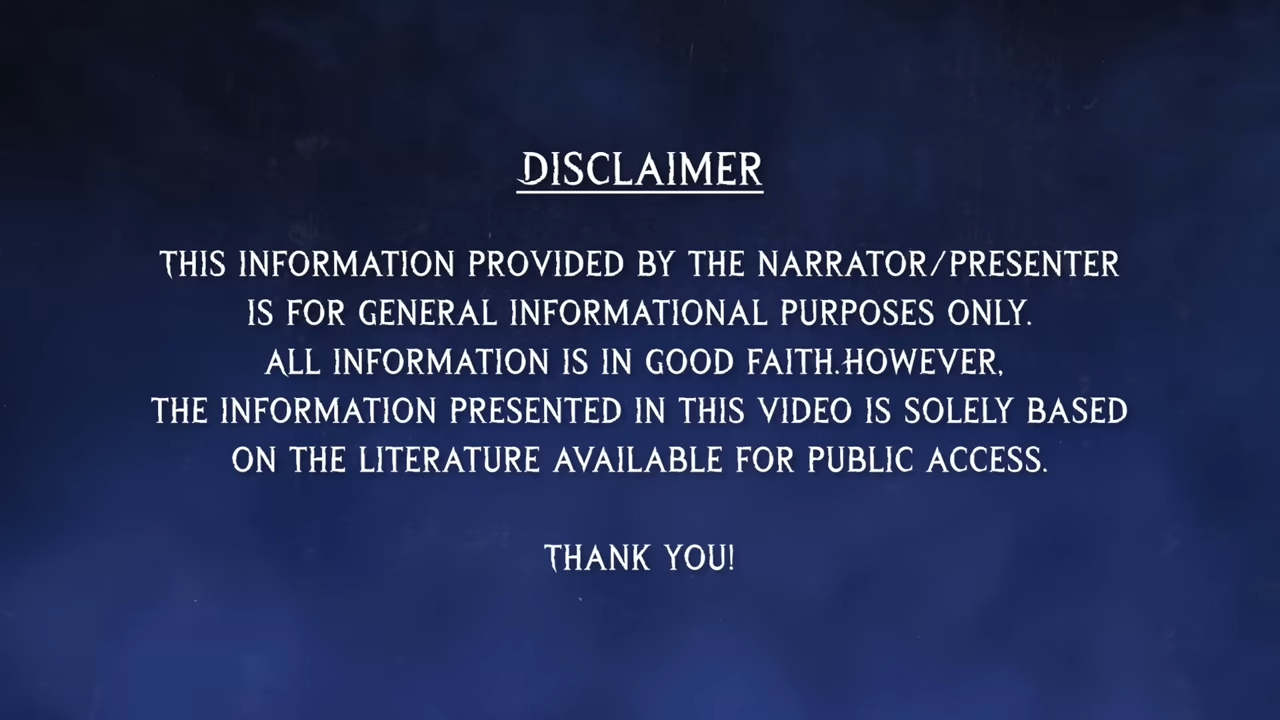 DISCLAIMER
THIS INFORMATION PROVIDED BY THE NARRATOR/PRESENTER
IS FOR GENERAL INFORMATIONAL PURPOSES ONLY.
ALL INFORMATION IS IN GOOD FAITH.HOWEVER,
THE INFORMATION PRESENTED IN THIS VIDEO IS SOLELY BASED
ON THE LITERATURE AVAILABLE FOR PUBLIC ACCESS.
THANK YOU!